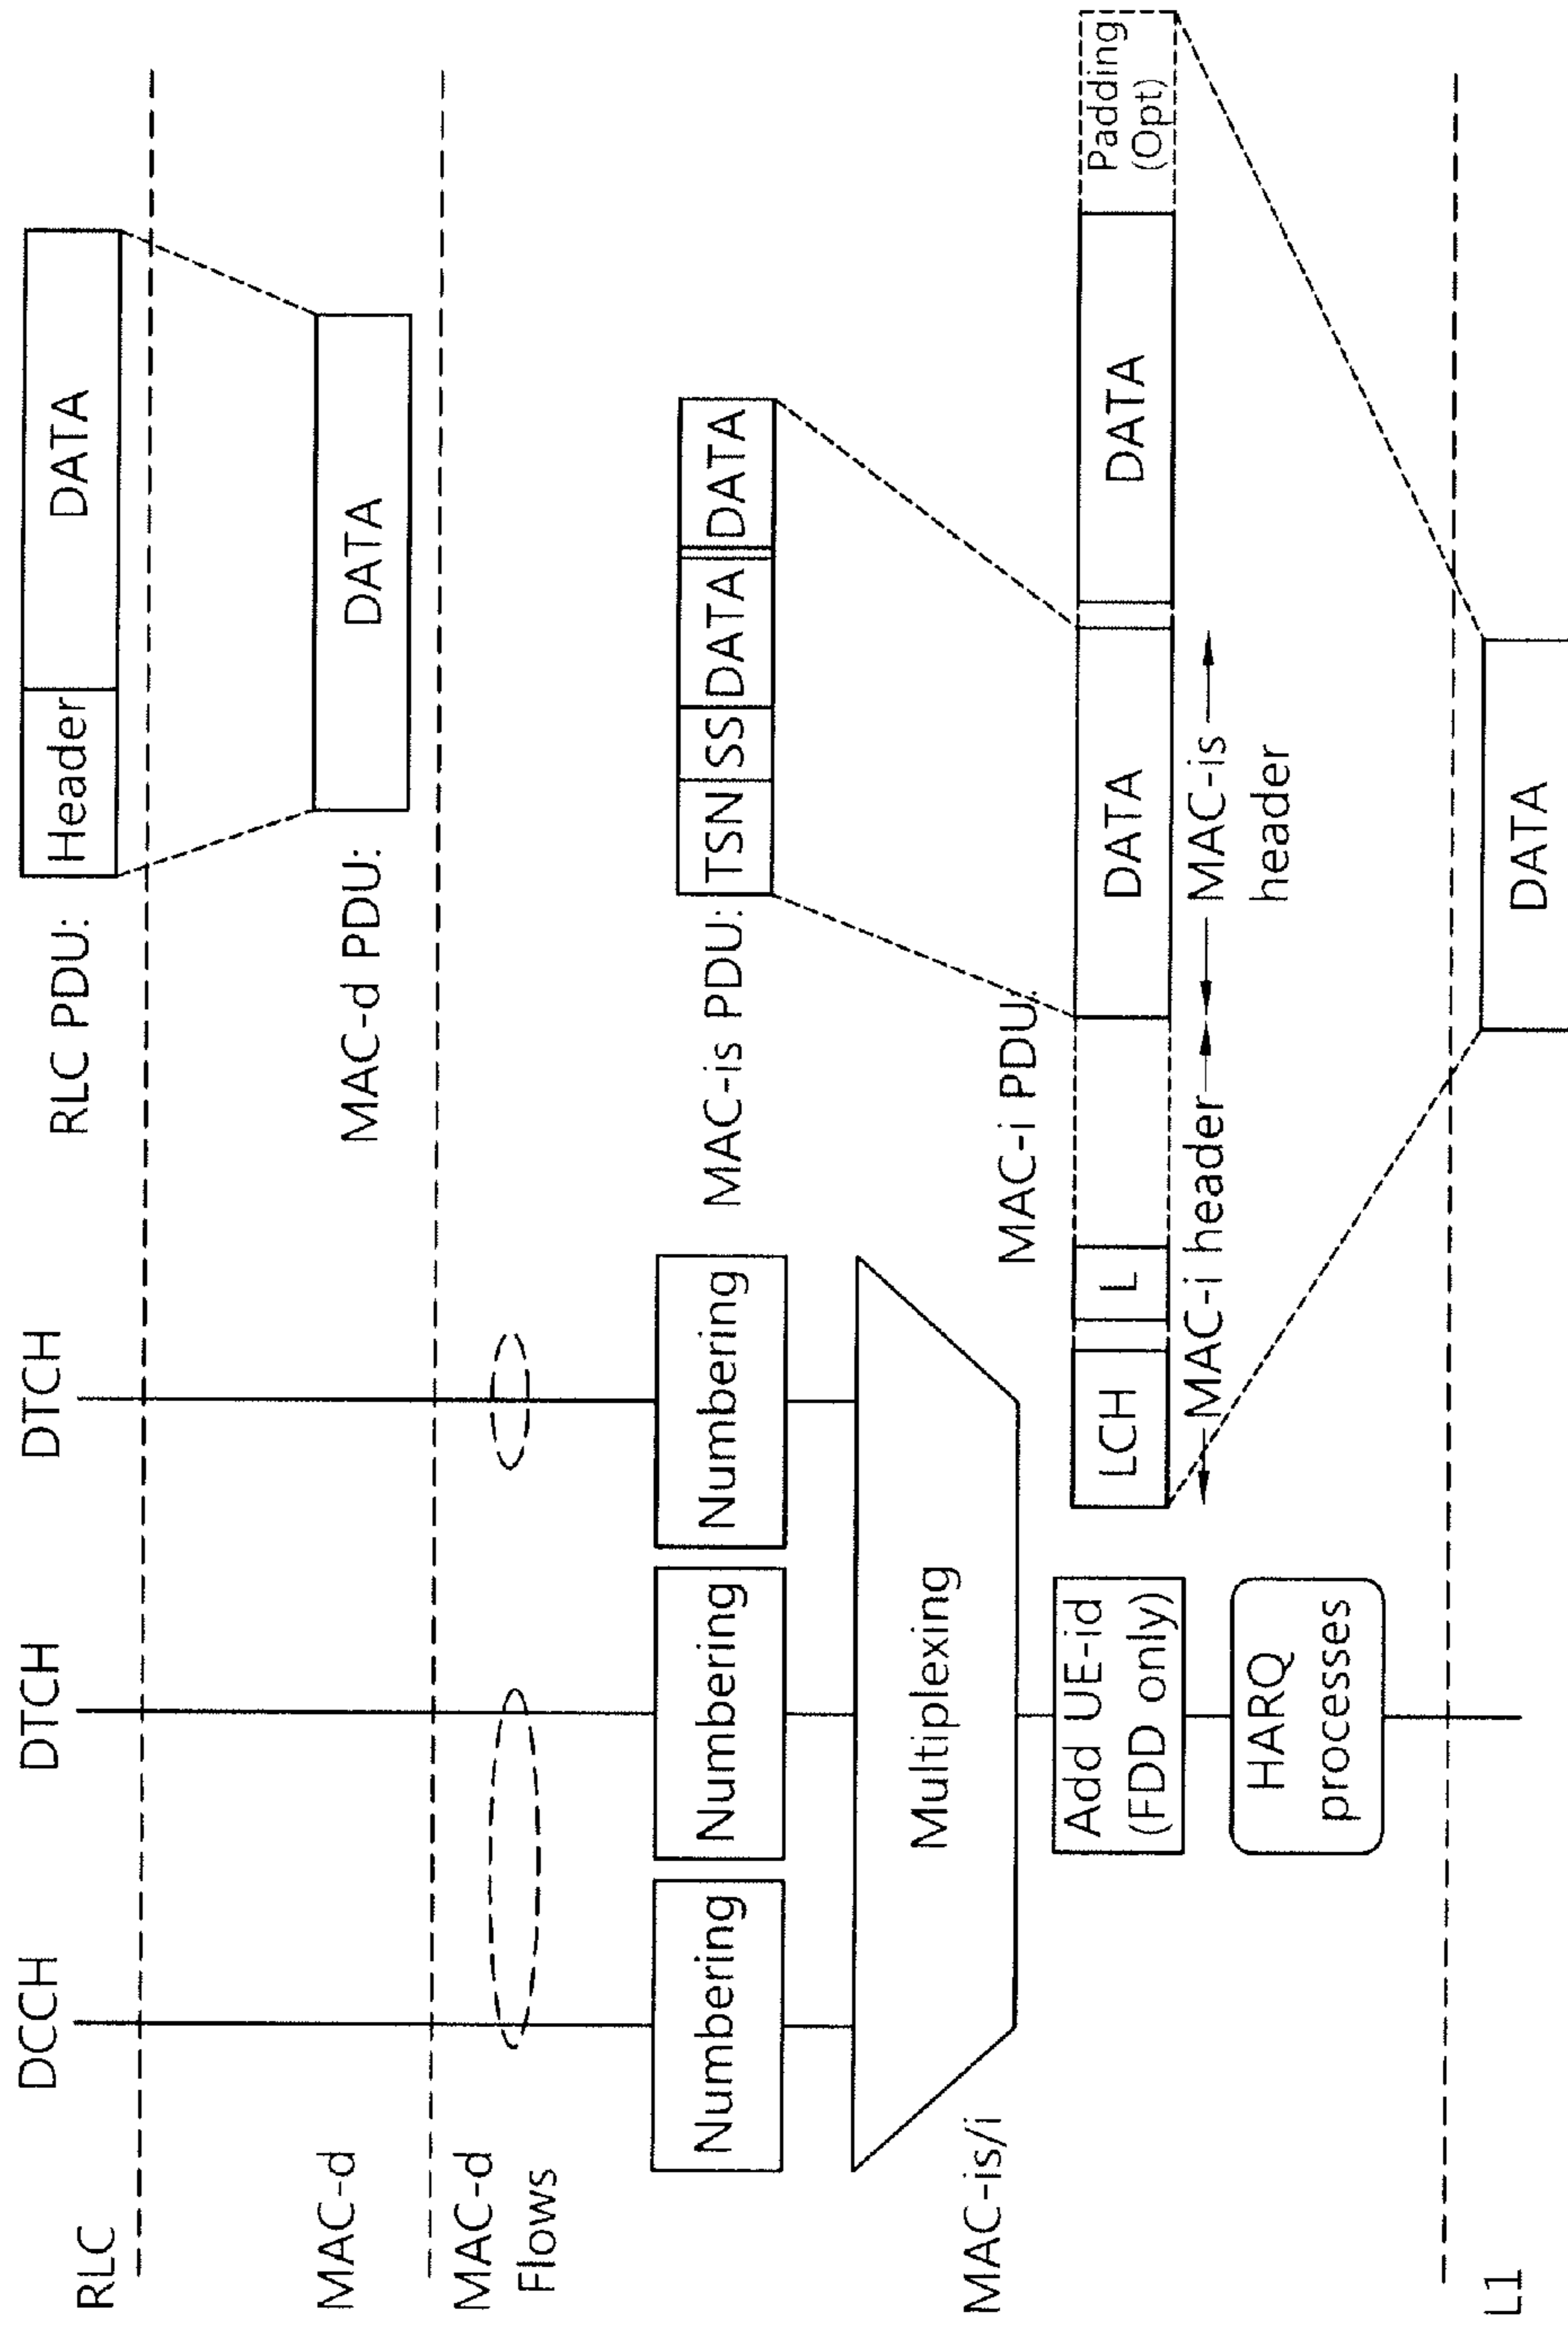 DCCH
DTCH
DTCH
RLC
RLC PDU:
Header
DATA
MAC-d
MAC-d PDU:
DATA
MAC-d
Flows
Numbering
Numbering
Numbering
MAC-is PDU:
TSN
SS
DATA
DATA
Multiplexing
MAC-is/i
MAC-i PDU:
Add UE-id
(FDD only)
LCH
L
DATA
DATA
Padding
(Opt)
MAC-i header
MAC-is
header
HARQ
processes
L1
DATA